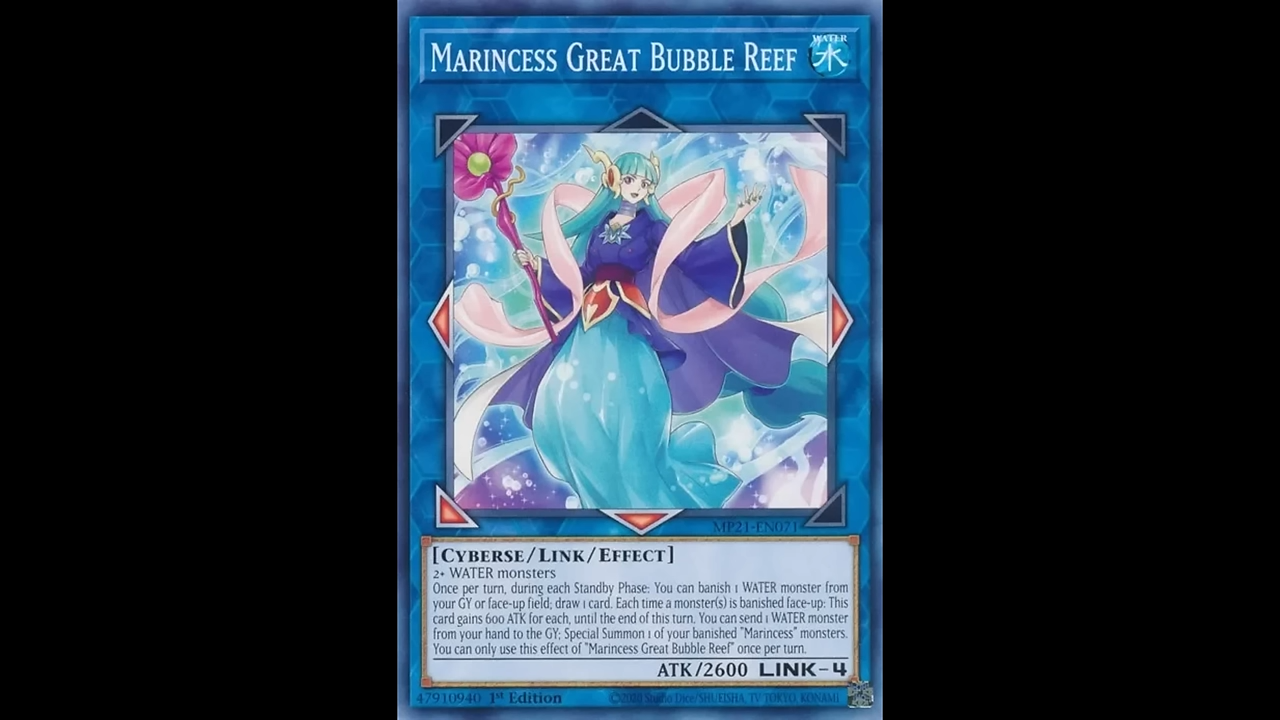 MARINCESS GREAT BUBBLE REEF
WATER
水
MP21-EN071
[CYBERSE/LINK/EFFECT]
2+ WATER monsters
Once per turn, during each Standby Phase: You can banish 1 WATER monster from
your GY or face-up field; draw 1 card. Each time a monster(s) is banished face-up: This
card gains 600 ATK for each, until the end of this turn. You can send 1 WATER monster
from your hand to the GY; Special Summon 1 of your banished "Marincess" monsters.
You can only use this effect of "Marincess Great Bubble Reef" once per turn.
ATK/2600 LINK-4
47910940 1st Edition ©2020 Studio Dice/SHUEISHA, TV TOKYO, KONAMI